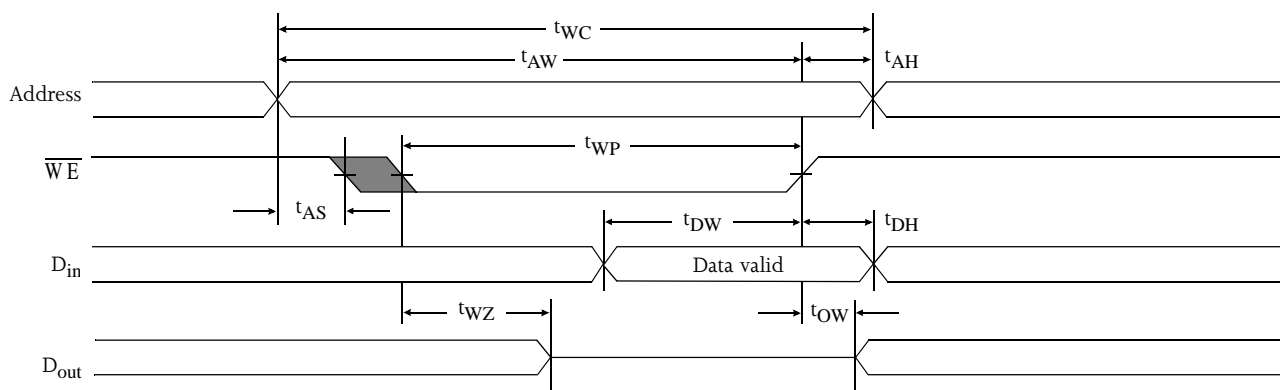 tWC
tAW
tAH
Address
WE
tWP
tAS
tDW
tDH
Din
Data valid
tWZ
tOW
Dout